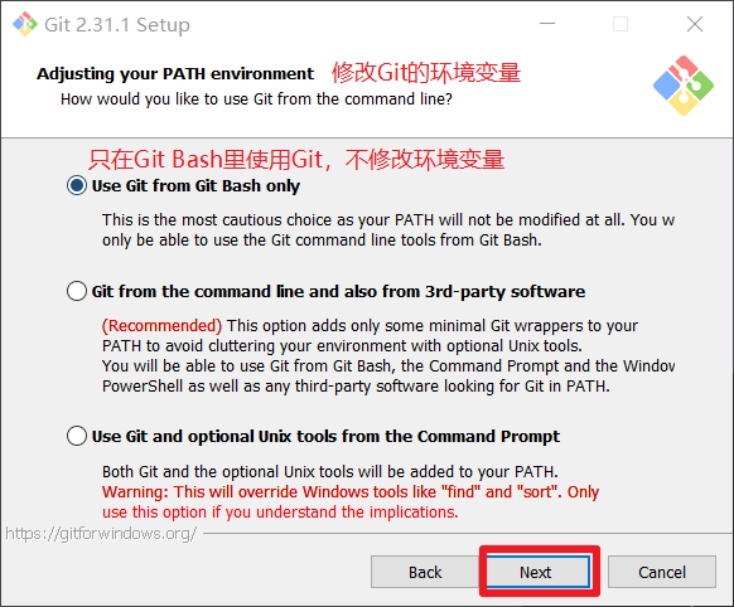 Git 2.31.1 Setup
Adjusting your PATH environment 修改Git的环境变量
How would you like to use Git from the command line?
只在Git Bash里使用Git，不修改环境变量
Use Git from Git Bash only
This is the most cautious choice as your PATH will not be modified at all. You w
only be able to use the Git command line tools from Git Bash.
Git from the command line and also from 3rd-party software
(Recommended) This option adds only some minimal Git wrappers to your
PATH to avoid cluttering your environment with optional Unix tools.
You will be able to use Git from Git Bash, the Command Prompt and the Window
PowerShell as well as any third-party software looking for Git in PATH.
Use Git and optional Unix tools from the Command Prompt
Both Git and the optional Unix tools will be added to your PATH.
Warning: This will override Windows tools like "find" and "sort". Only
use this option if you understand the implications.
https://gitforwindows.org/
Back Next Cancel